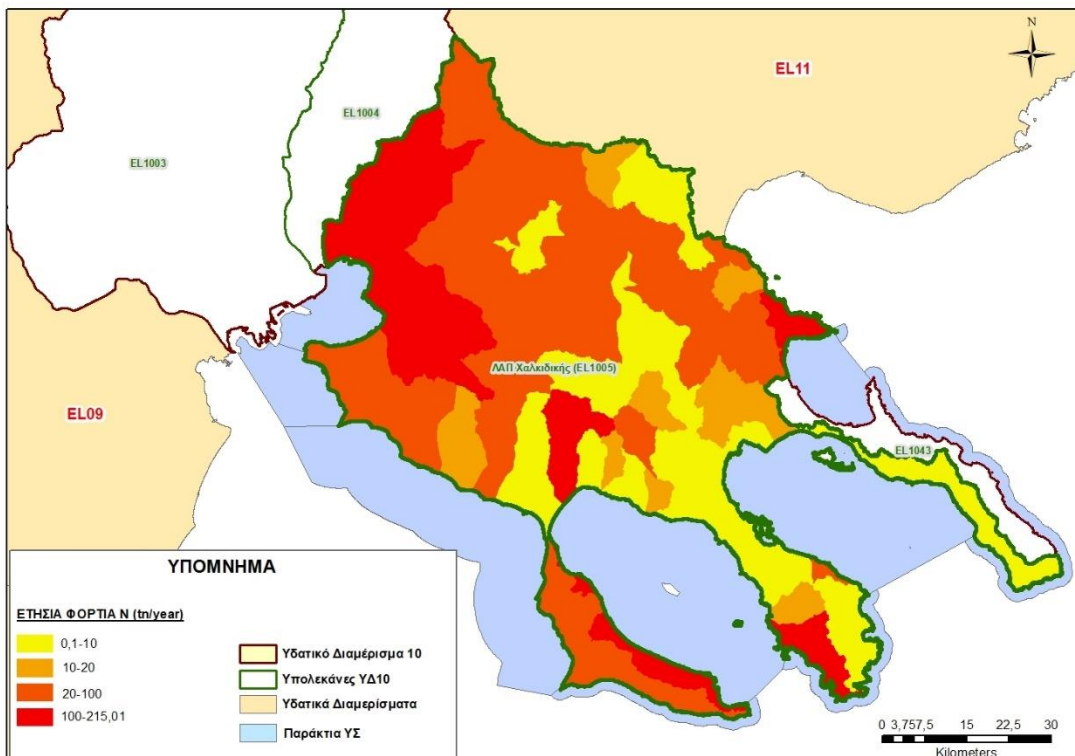 N
EL11
EL1004
EL1003
ΛΑΠ Χαλκιδικής (EL1005)
EL09
EL1043
ΥΠΟΜΝΗΜΑ
ΕΤΗΣΙΑ ΦΟΡΤΙΑ Ν (tn/year)
0,1-10
10-20
20-100
100-215,01
Υδατικό Διαμέρισμα 10
Υπολεκάνες ΥΔ10
Υδατικά Διαμερίσματα
Παράκτια ΥΣ
0 3,757,5 15 22,5 30
Kilometers